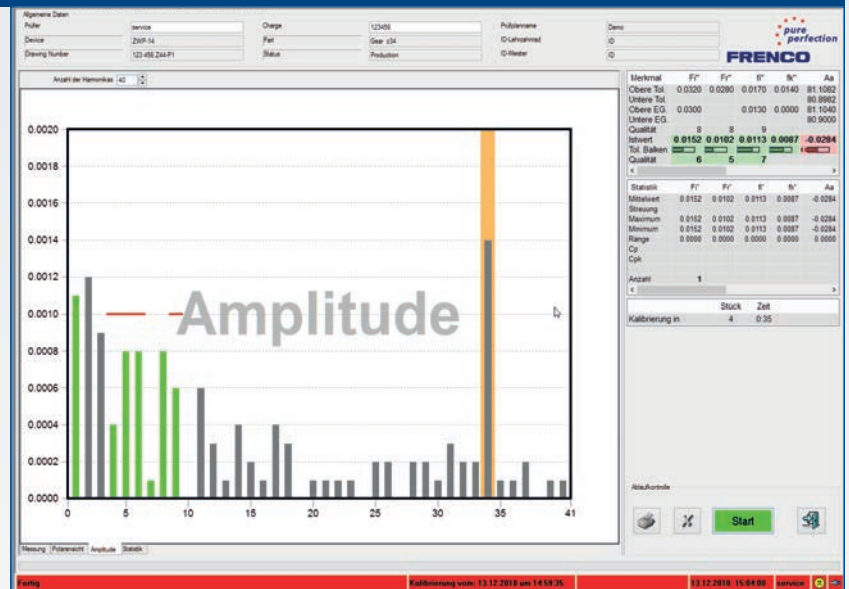 Allgemeine Daten
Prüfer service Charge 123456 Prüfplanname Demo
Device ZWP-14 Part Gear z34 ID-Lehrzahnrad ID
Drawing Number 123-456 Z44-P1 Status Production ID-Meister ID
pure
perfection
FRENCO
Anzahl der Harmonikas 40
0.0020
0.0018
0.0016
0.0014
0.0012
0.0010
0.0008
0.0006
0.0004
0.0002
0.0000
0 5 10 15 20 25 30 35 41
Amplitude
Messung Polaransicht Amplitude Statistik
Merkmal Fi" Fr" fi" fk" Aa
Obere Tol. 0.0320 0.0280 0.0170 0.0140 81.1082
Untere Tol. 80.8982
Obere EG. 0.0300 0.0130 0.0000 81.1040
Untere EG. 80.9000
Qualität 8 8 9
Istwert 0.0152 0.0102 0.0113 0.0087 -0.0284
Tol. Balken
Qualität 6 5 7
Statistik Fi" Fr" fi" fk" Aa
Mittelwert 0.0152 0.0102 0.0113 0.0087 -0.0284
Streuung
Maximum 0.0152 0.0102 0.0113 0.0087 -0.0284
Minimum 0.0152 0.0102 0.0113 0.0087 -0.0284
Range 0.0000 0.0000 0.0000 0.0000 0.0000
Cp
Cpk
Anzahl 1
Stück Zeit
Kalibrierung in 4 0:35
Ablaufkontrolle
Start
Fertig Kalibrierung vom: 13.12.2018 um 14:59:35 13.12.2018 15:04:00 service